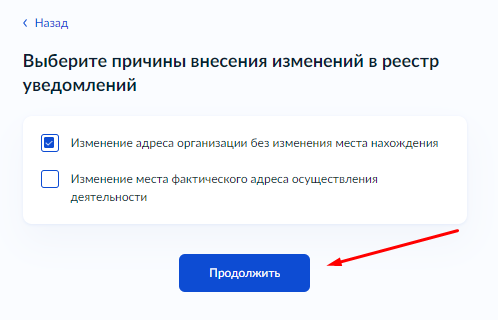 Назад
Выберите причины внесения изменений в реестр
уведомлений
Изменение адреса организации без изменения места нахождения
Изменение места фактического адреса осуществления
деятельности
Продолжить